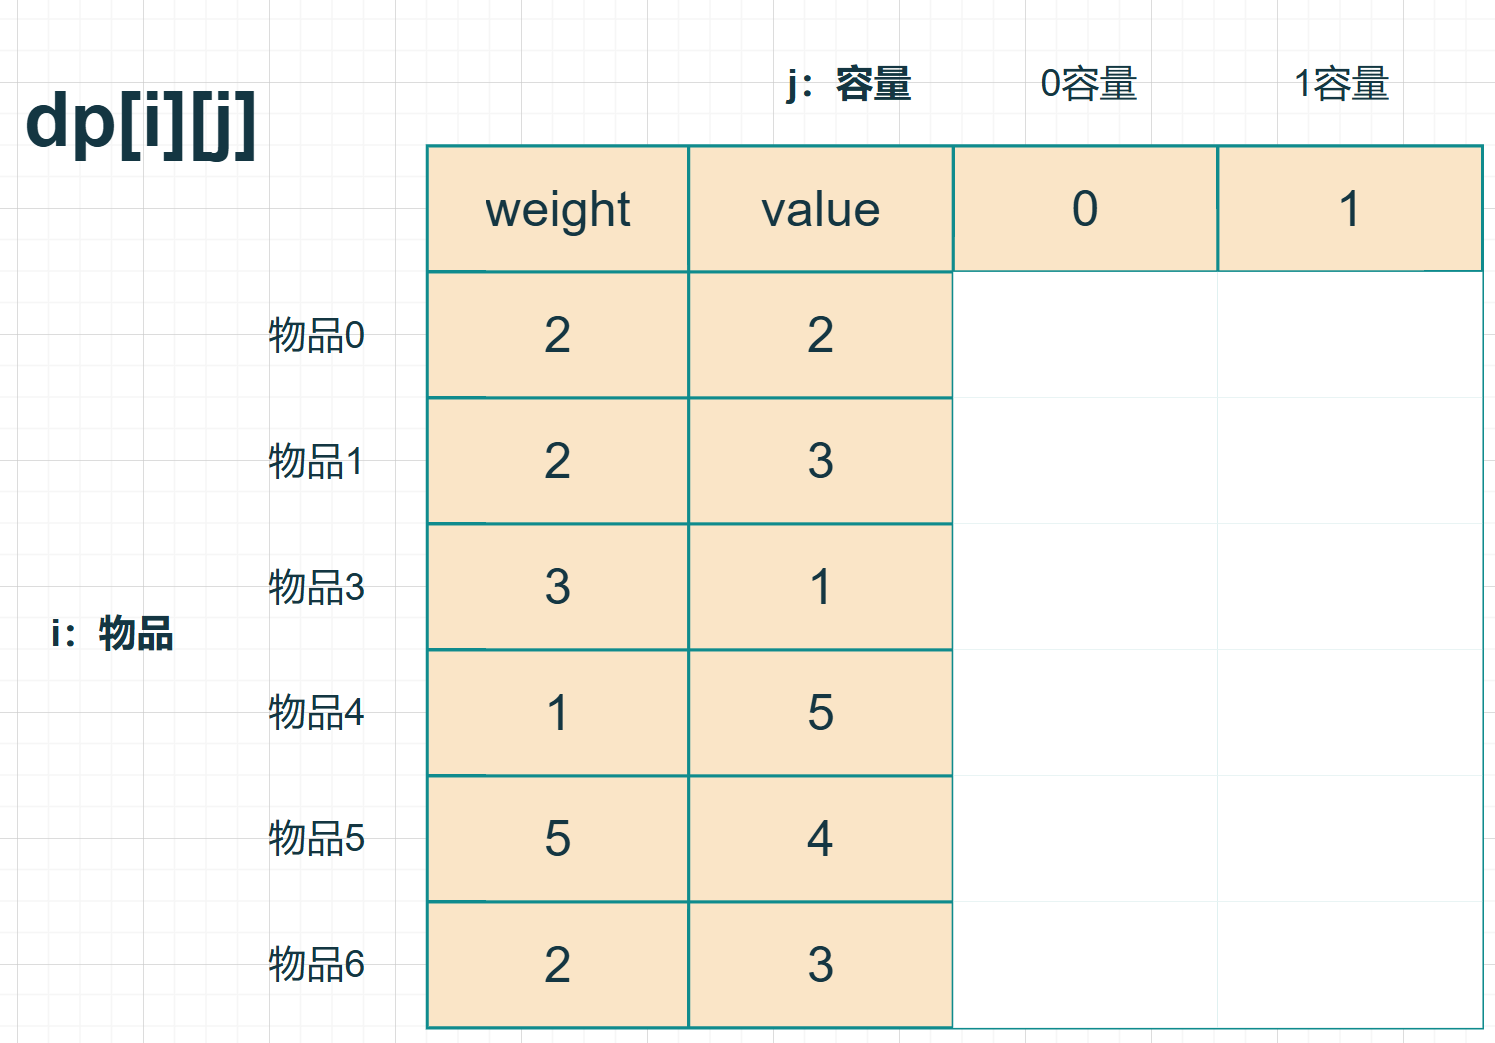 j：容量 0容量 1容量
dp[i][j]
weight value 0 1
物品0 2 2
物品1 2 3
物品3 3 1
i：物品
物品4 1 5
物品5 5 4
物品6 2 3